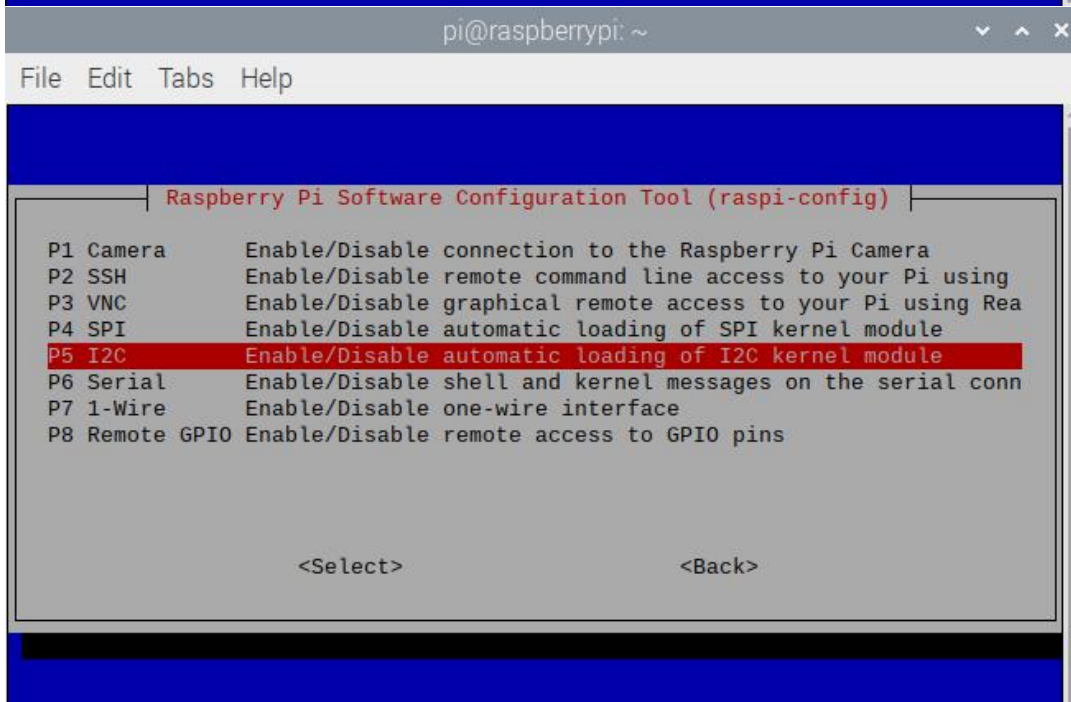 pi@raspberrypi: ~
File Edit Tabs Help
Raspberry Pi Software Configuration Tool (raspi-config)
P1 Camera Enable/Disable connection to the Raspberry Pi Camera
P2 SSH Enable/Disable remote command line access to your Pi using
P3 VNC Enable/Disable graphical remote access to your Pi using Rea
P4 SPI Enable/Disable automatic loading of SPI kernel module
P5 I2C Enable/Disable automatic loading of I2C kernel module
P6 Serial Enable/Disable shell and kernel messages on the serial conn
P7 1-Wire Enable/Disable one-wire interface
P8 Remote GPIO Enable/Disable remote access to GPIO pins
<Select> <Back>